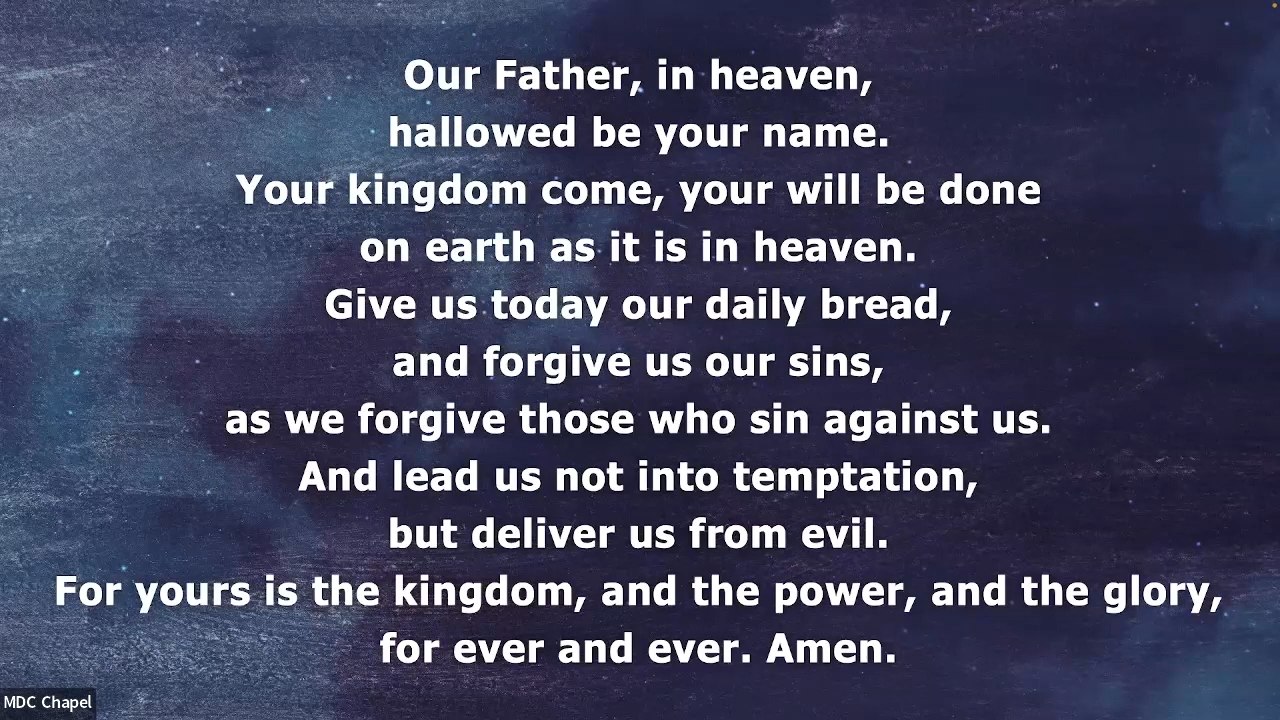 Our Father, in heaven,
hallowed be your name.
Your kingdom come, your will be done
on earth as it is in heaven.
Give us today our daily bread,
and forgive us our sins,
as we forgive those who sin against us.
And lead us not into temptation,
but deliver us from evil.
For yours is the kingdom, and the power, and the glory,
for ever and ever. Amen.
MDC Chapel